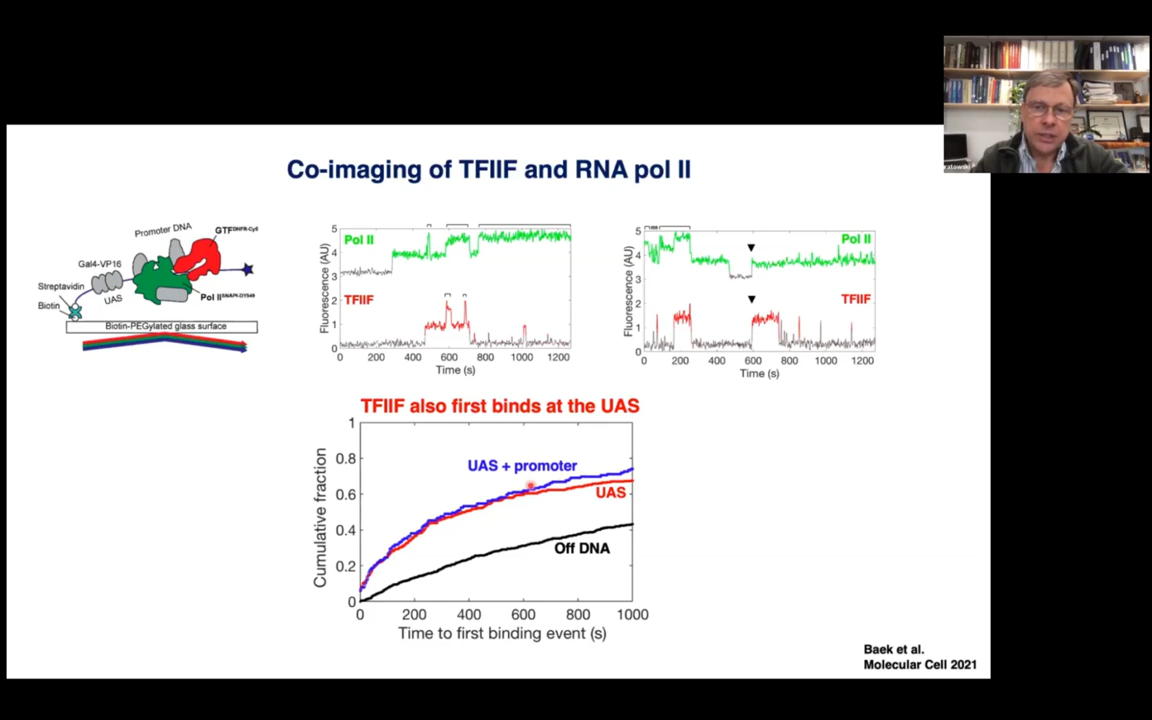 Co-imaging of TFIIF and RNA pol II
Promoter DNA
GTF^DHFR-Cy5
Gal4-VP16
Streptavidin
UAS
Pol II^SNAPf-DY549
Biotin
Biotin-PEGylated glass surface
Fluorescence (AU)
5
4
3
2
1
0
Pol II
TFIIF
0 200 400 600 800 1000 1200
Time (s)
Fluorescence (AU)
5
4
3
2
1
0
Pol II
TFIIF
0 200 400 600 800 1000 1200
Time (s)
TFIIF also first binds at the UAS
Cumulative fraction
1
0.8
0.6
0.4
0.2
0
UAS + promoter
UAS
Off DNA
0 200 400 600 800 1000
Time to first binding event (s)
Baek et al.
Molecular Cell 2021